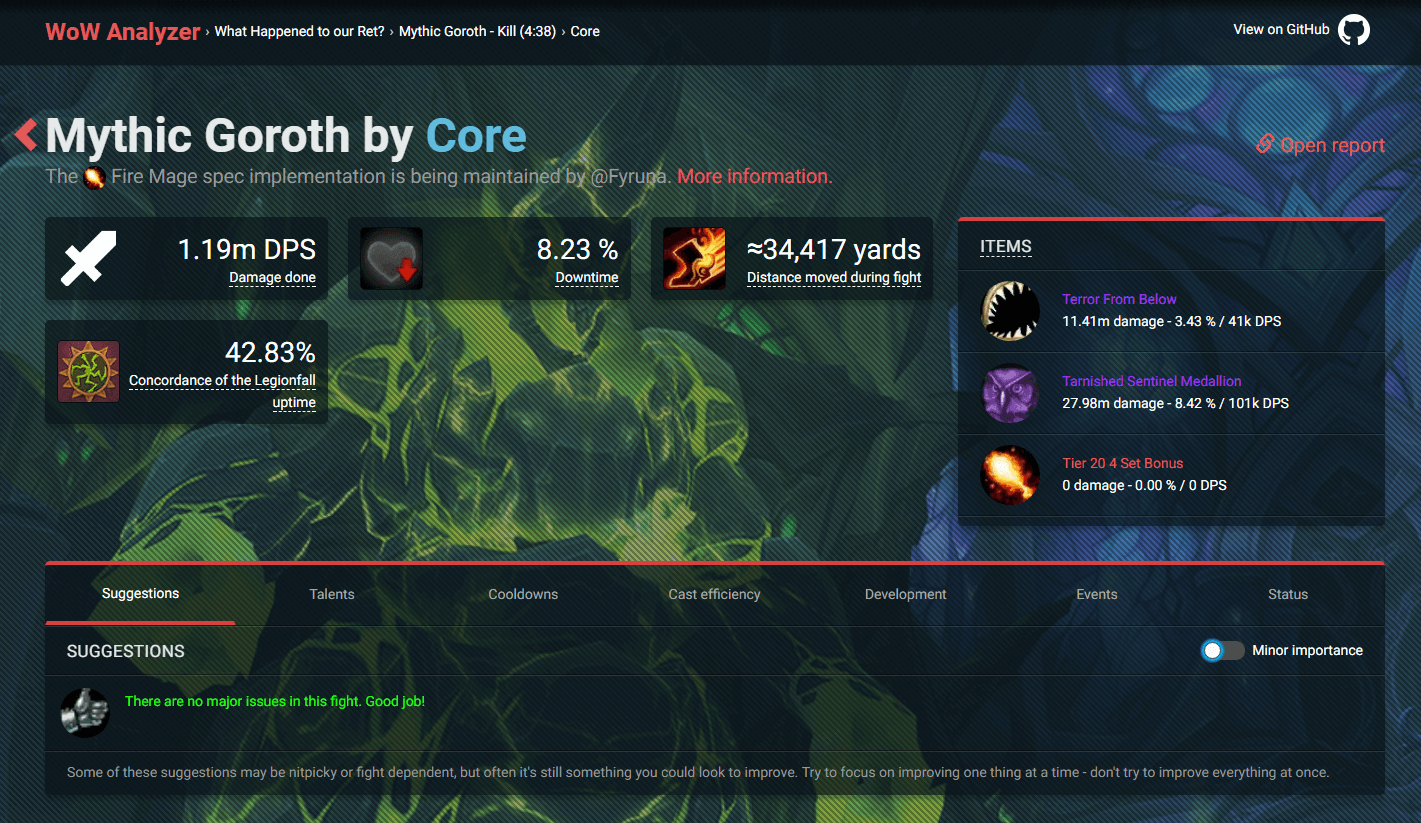 WoW Analyzer › What Happened to our Ret? › Mythic Goroth - Kill (4:38) › Core
View on GitHub
Mythic Goroth by Core
Open report
The Fire Mage spec implementation is being maintained by @Fyruna. More information.
1.19m DPS
Damage done
8.23 %
Downtime
≈34,417 yards
Distance moved during fight
42.83%
Concordance of the Legionfall
uptime
ITEMS
Terror From Below
11.41m damage - 3.43 % / 41k DPS
Tarnished Sentinel Medallion
27.98m damage - 8.42 % / 101k DPS
Tier 20 4 Set Bonus
0 damage - 0.00 % / 0 DPS
Suggestions
Talents
Cooldowns
Cast efficiency
Development
Events
Status
SUGGESTIONS
Minor importance
There are no major issues in this fight. Good job!
Some of these suggestions may be nitpicky or fight dependent, but often it's still something you could look to improve. Try to focus on improving one thing at a time - don't try to improve everything at once.